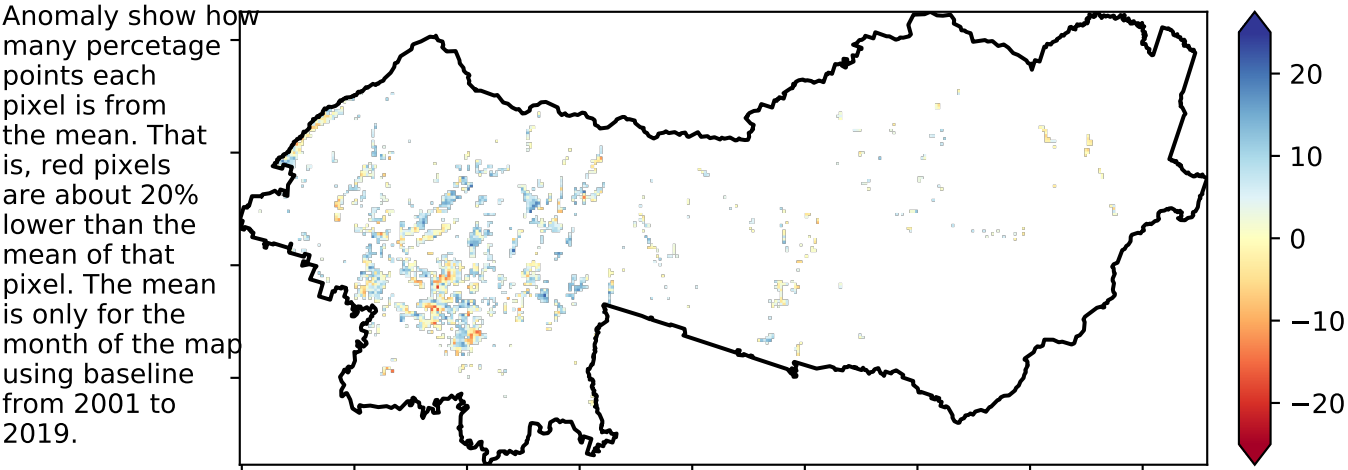 Anomaly show how
many percetage
points each
pixel is from
the mean. That
is, red pixels
are about 20%
lower than the
mean of that
pixel. The mean
is only for the
month of the map
using baseline
from 2001 to
2019.
20
10
0
−10
−20